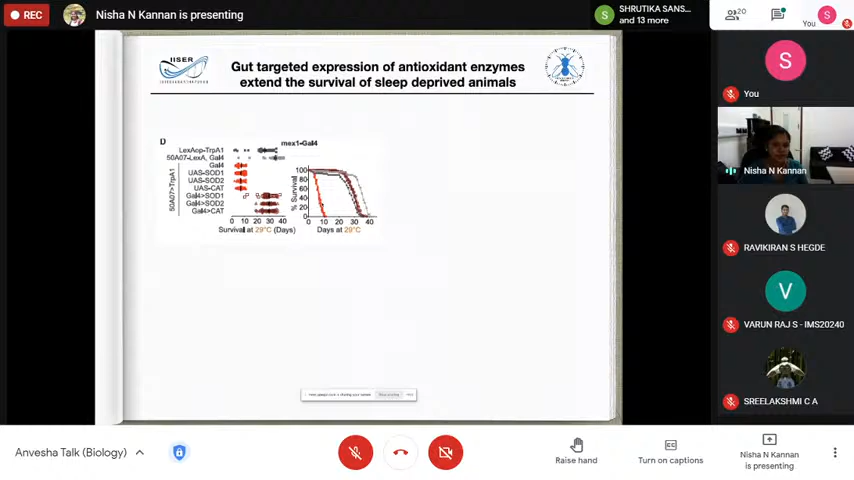 REC
Nisha N Kannan is presenting
S
SHRUTIKA SANS...
and 13 more
20
You
S
IISER
Gut targeted expression of antioxidant enzymes
extend the survival of sleep deprived animals
D
mex1-Gal4
LexAop-TrpA1
50A07-LexA, Gal4
50A07>TrpA1
Gal4
UAS-SOD1
UAS-SOD2
UAS-CAT
Gal4>SOD1
Gal4>SOD2
Gal4>CAT
0 10 20 30 40
Survival at 29°C (Days)
% Survival
100
80
60
40
20
0
0 10 20 30 40
Days at 29°C
S
You
Nisha N Kannan
RAVIKIRAN S HEGDE
V
VARUN RAJ S - IMS20240
SREELAKSHMI C A
Anvesha Talk (Biology)
Raise hand
Turn on captions
Nisha N Kannan
is presenting